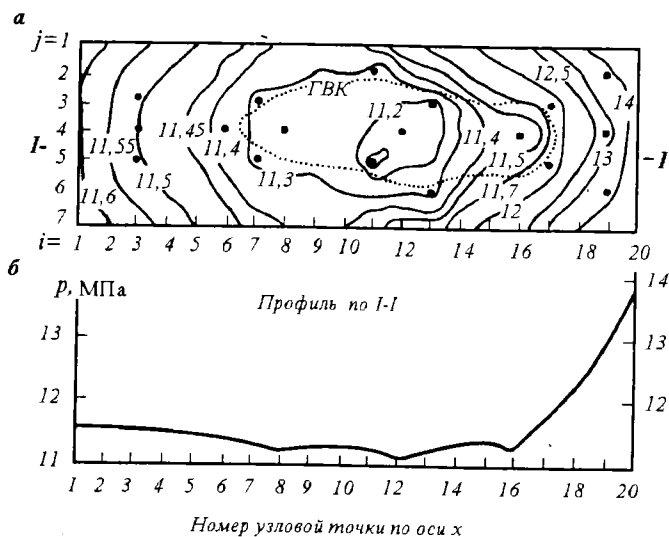 а
j=1
2
3
4
5
6
7
I-
-I
ГВК
12,5
14
11,2
11,45
11,4
11,4
11,55
11,5
11,3
11,5
13
11,6
11,5
11,7
12
i=
1 2 3 4 5 6 7 8 10 11 12 13 14 15 16 17 18 19 20
б
p, МПа
Профиль по I-I
14
13
12
12
11
1 2 3 4 5 6 7 8 10 12 14 16 18 20
Номер узловой точки по оси x